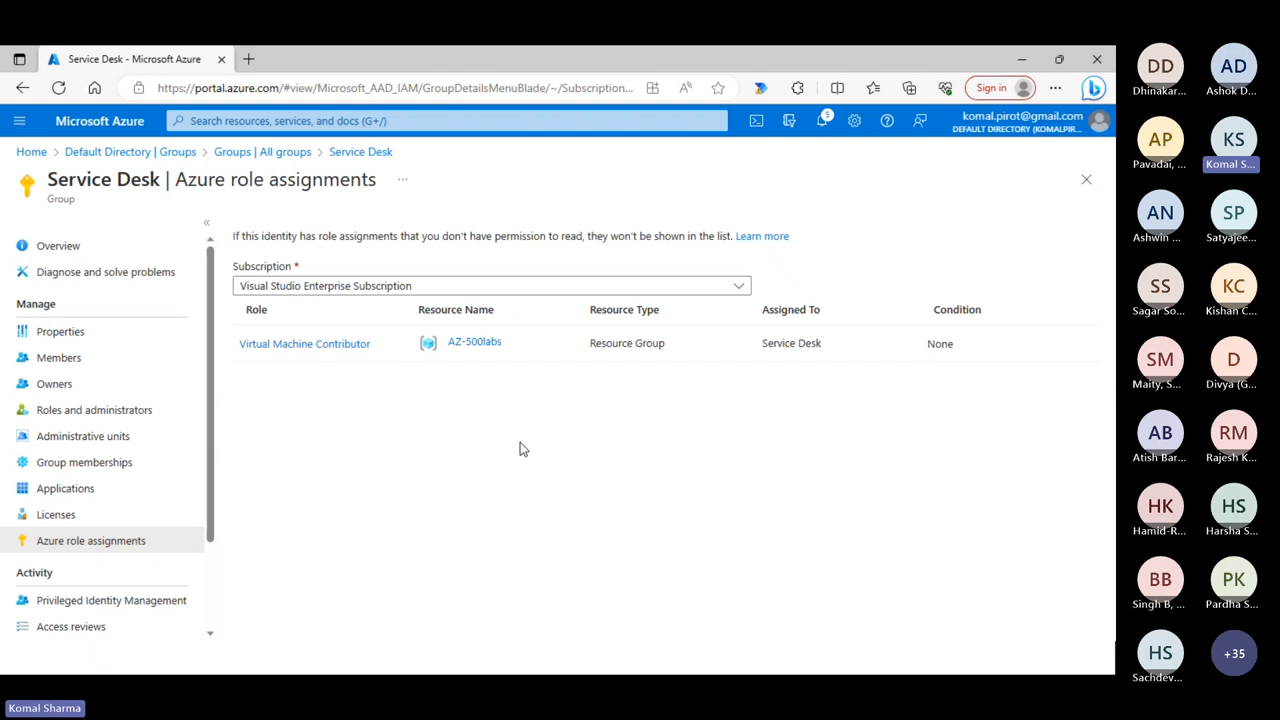 Service Desk - Microsoft Azure
https://portal.azure.com/#view/Microsoft_AAD_IAM/GroupDetailsMenuBlade/~/Subscription...
Sign in
Microsoft Azure
Search resources, services, and docs (G+/)
5
komal.pirot@gmail.com
DEFAULT DIRECTORY (KOMALPIR...
Home > Default Directory | Groups > Groups | All groups > Service Desk
Service Desk | Azure role assignments ...
Group
Overview
Diagnose and solve problems
Manage
Properties
Members
Owners
Roles and administrators
Administrative units
Group memberships
Applications
Licenses
Azure role assignments
Activity
Privileged Identity Management
Access reviews
If this identity has role assignments that you don't have permission to read, they won't be shown in the list. Learn more
Subscription *
Visual Studio Enterprise Subscription
Role Resource Name Resource Type Assigned To Condition
Virtual Machine Contributor AZ-500labs Resource Group Service Desk None
DD AD
Dhinakar... Ashok D...
AP KS
Pavadai, ... Komal S...
AN SP
Ashwin ... Satyajee...
SS KC
Sagar So... Kishan C...
SM D
Maity, S... Divya (G...
AB RM
Atish Bar... Rajesh K...
HK HS
Hamid-R... Harsha S...
BB PK
Singh B, ... Pardha S...
HS +35
Sachdev...
Komal Sharma